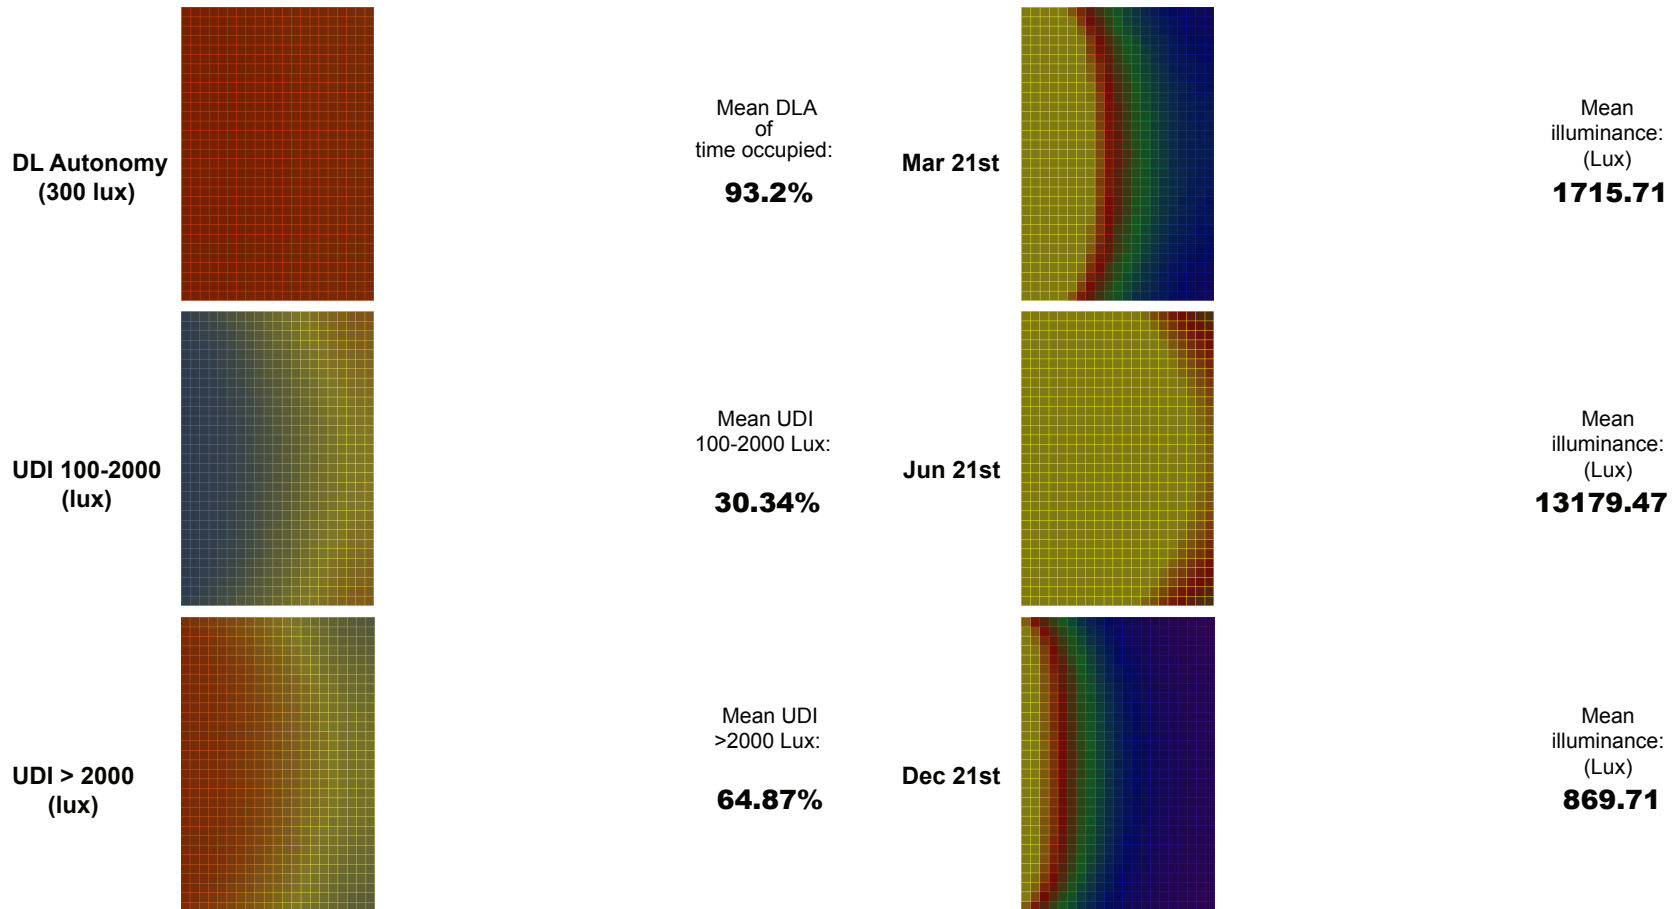 DL Autonomy
(300 lux)
Mean DLA
of
time occupied:
93.2%
Mar 21st
Mean
illuminance:
(Lux)
1715.71
UDI 100-2000
(lux)
Mean UDI
100-2000 Lux:
30.34%
Jun 21st
Mean
illuminance:
(Lux)
13179.47
UDI > 2000
(lux)
Mean UDI
>2000 Lux:
64.87%
Dec 21st
Mean
illuminance:
(Lux)
869.71